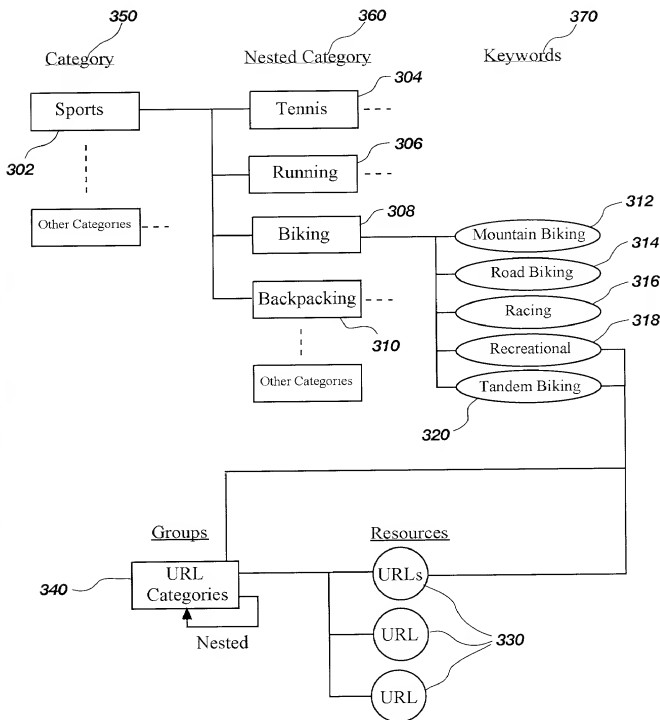 350
360
370
Category
Nested Category
Keywords
Sports
302
Tennis
304
Running
306
Other Categories
Biking
308
Mountain Biking
312
Road Biking
314
Racing
316
Backpacking
310
Recreational
318
Other Categories
Tandem Biking
320
Groups
Resources
340
URL
Categories
URLs
Nested
URL
330
URL